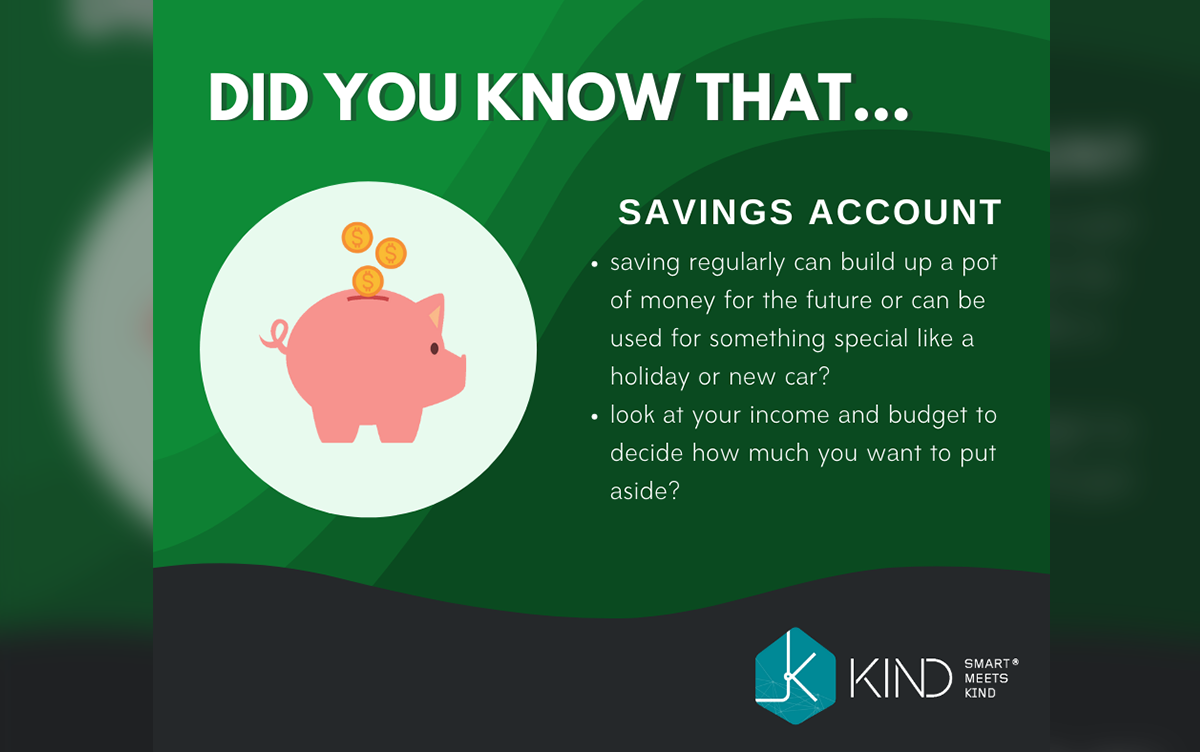 DID YOU KNOW THAT...
SAVINGS ACCOUNT
• saving regularly can build up a pot
of money for the future or can be
used for something special like a
holiday or new car?
• look at your income and budget to
decide how much you want to put
aside?
KIND
SMART®
MEETS
KIND